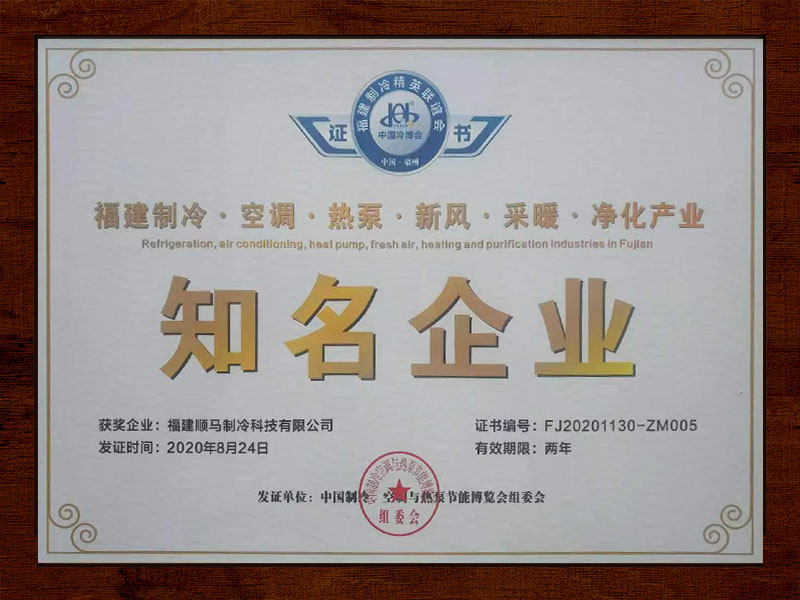 福建制冷精英联谊会
证 书
中国冷博会
中国·福州
福建制冷·空调·热泵·新风·采暖·净化产业
Refrigeration, air conditioning, heat pump, fresh air, heating and purification industries in Fujian
知名企业
获奖企业：福建顺马制冷科技有限公司
证书编号：FJ20201130-ZM005
发证时间：2020年8月24日
有效期限：两年
发证单位：中国制冷、空调与热泵节能博览会组委会
组委会